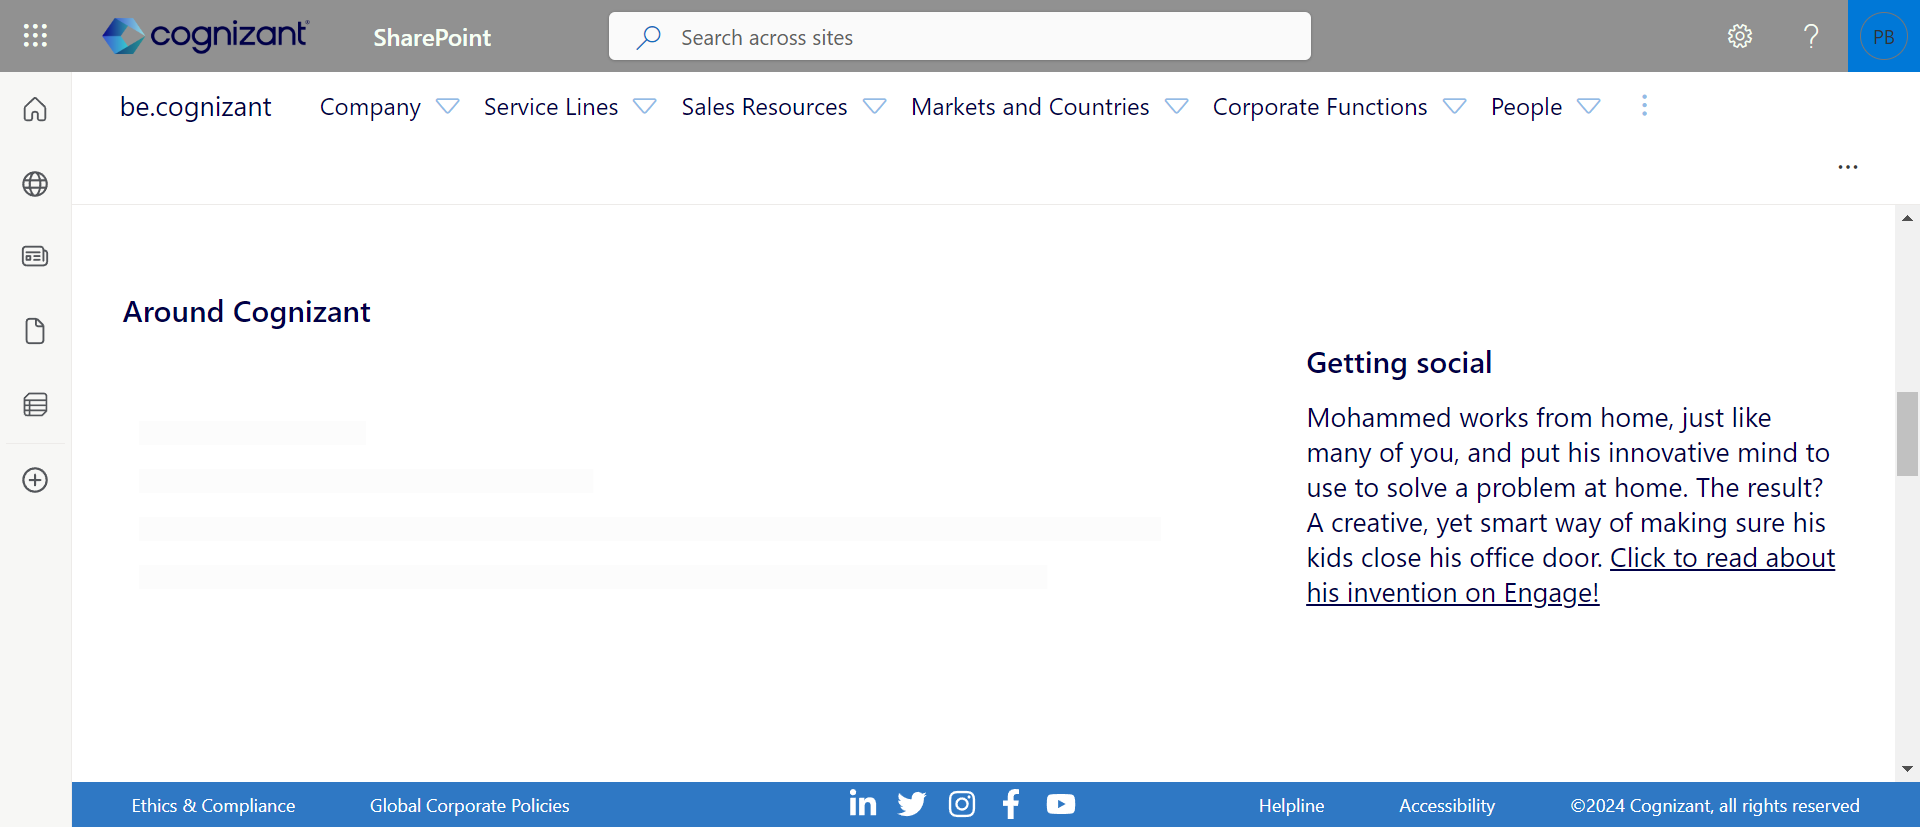 cognizant
SharePoint
Search across sites
PB
be.cognizant
Company
Service Lines
Sales Resources
Markets and Countries
Corporate Functions
People
Around Cognizant
Getting social
Mohammed works from home, just like
many of you, and put his innovative mind to
use to solve a problem at home. The result?
A creative, yet smart way of making sure his
kids close his office door. Click to read about
his invention on Engage!
Ethics & Compliance
Global Corporate Policies
Helpline
Accessibility
©2024 Cognizant, all rights reserved